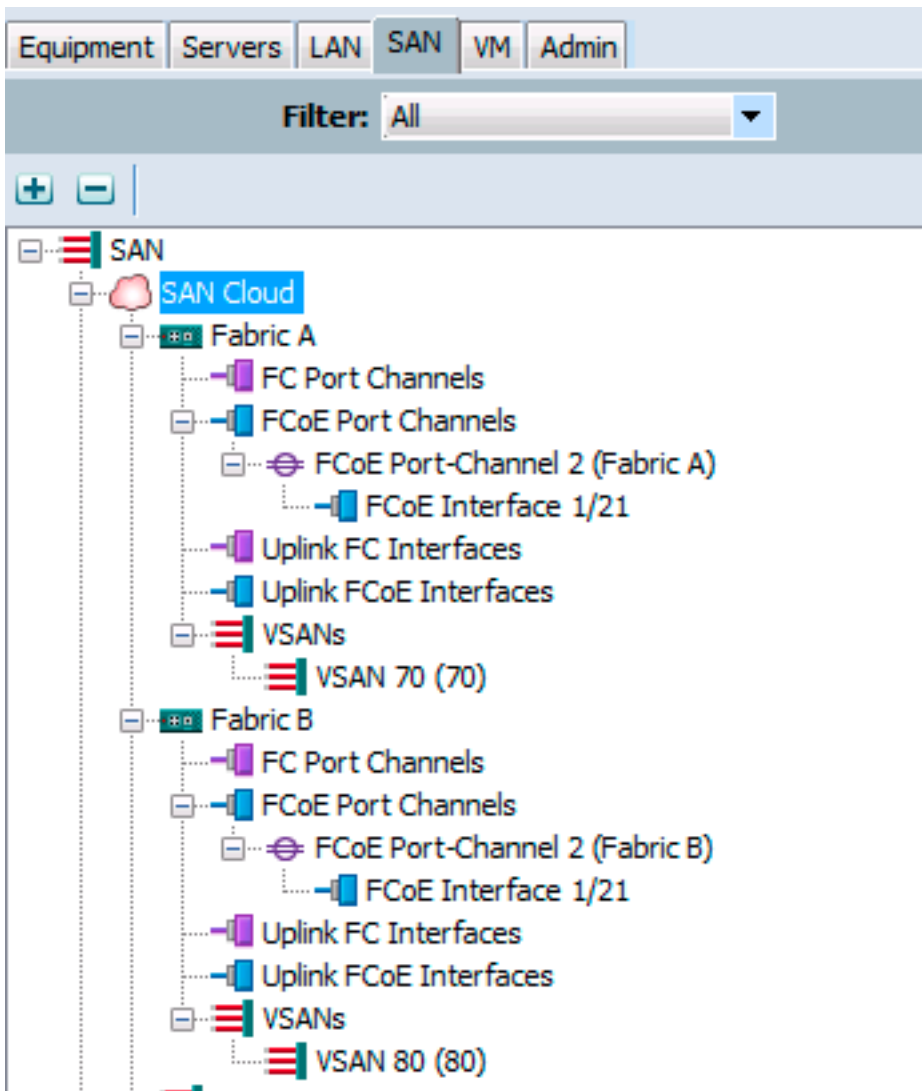 Equipment Servers LAN SAN VM Admin
Filter: All
SAN
SAN Cloud
Fabric A
FC Port Channels
FCoE Port Channels
FCoE Port-Channel 2 (Fabric A)
FCoE Interface 1/21
Uplink FC Interfaces
Uplink FCoE Interfaces
VSANs
VSAN 70 (70)
Fabric B
FC Port Channels
FCoE Port Channels
FCoE Port-Channel 2 (Fabric B)
FCoE Interface 1/21
Uplink FC Interfaces
Uplink FCoE Interfaces
VSANs
VSAN 80 (80)